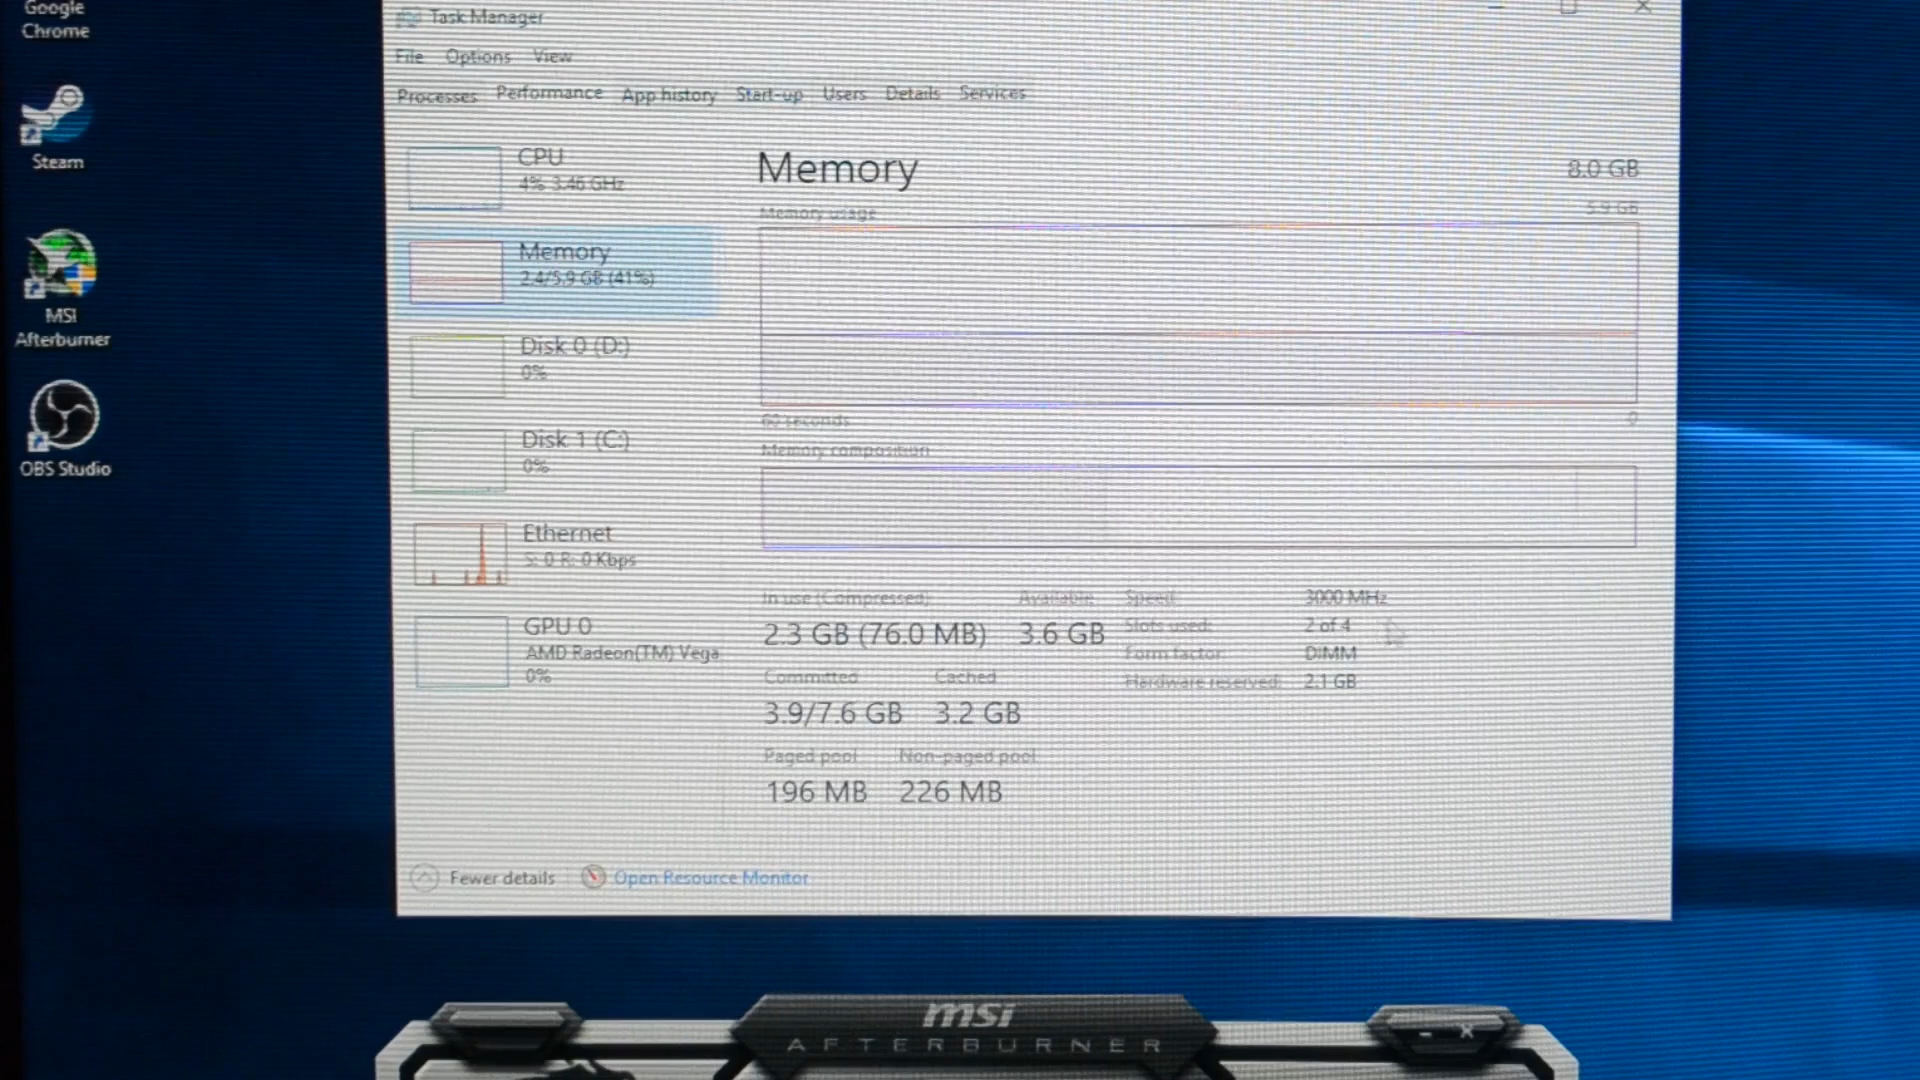 Google
Chrome
Steam
MSI
Afterburner
OBS Studio
Task Manager
File Options View
Processes Performance App history Start-up Users Details Services
CPU
4% 3.46 GHz
Memory
2.4/5.9 GB (41%)
Disk 0 (D:)
0%
Disk 1 (C:)
0%
Ethernet
S: 0 R: 0 Kbps
GPU 0
AMD Radeon(TM) Vega
0%
Memory 8.0 GB
Memory usage 5.9 GB
60 seconds 0
Memory composition
In use (Compressed) Available
2.3 GB (76.0 MB) 3.6 GB
Committed Cached
3.9/7.6 GB 3.2 GB
Paged pool Non-paged pool
196 MB 226 MB
Speed: 3000 MHz
Slots used: 2 of 4
Form factor: DIMM
Hardware reserved: 2.1 GB
Fewer details Open Resource Monitor
msi
AFTERBURNER